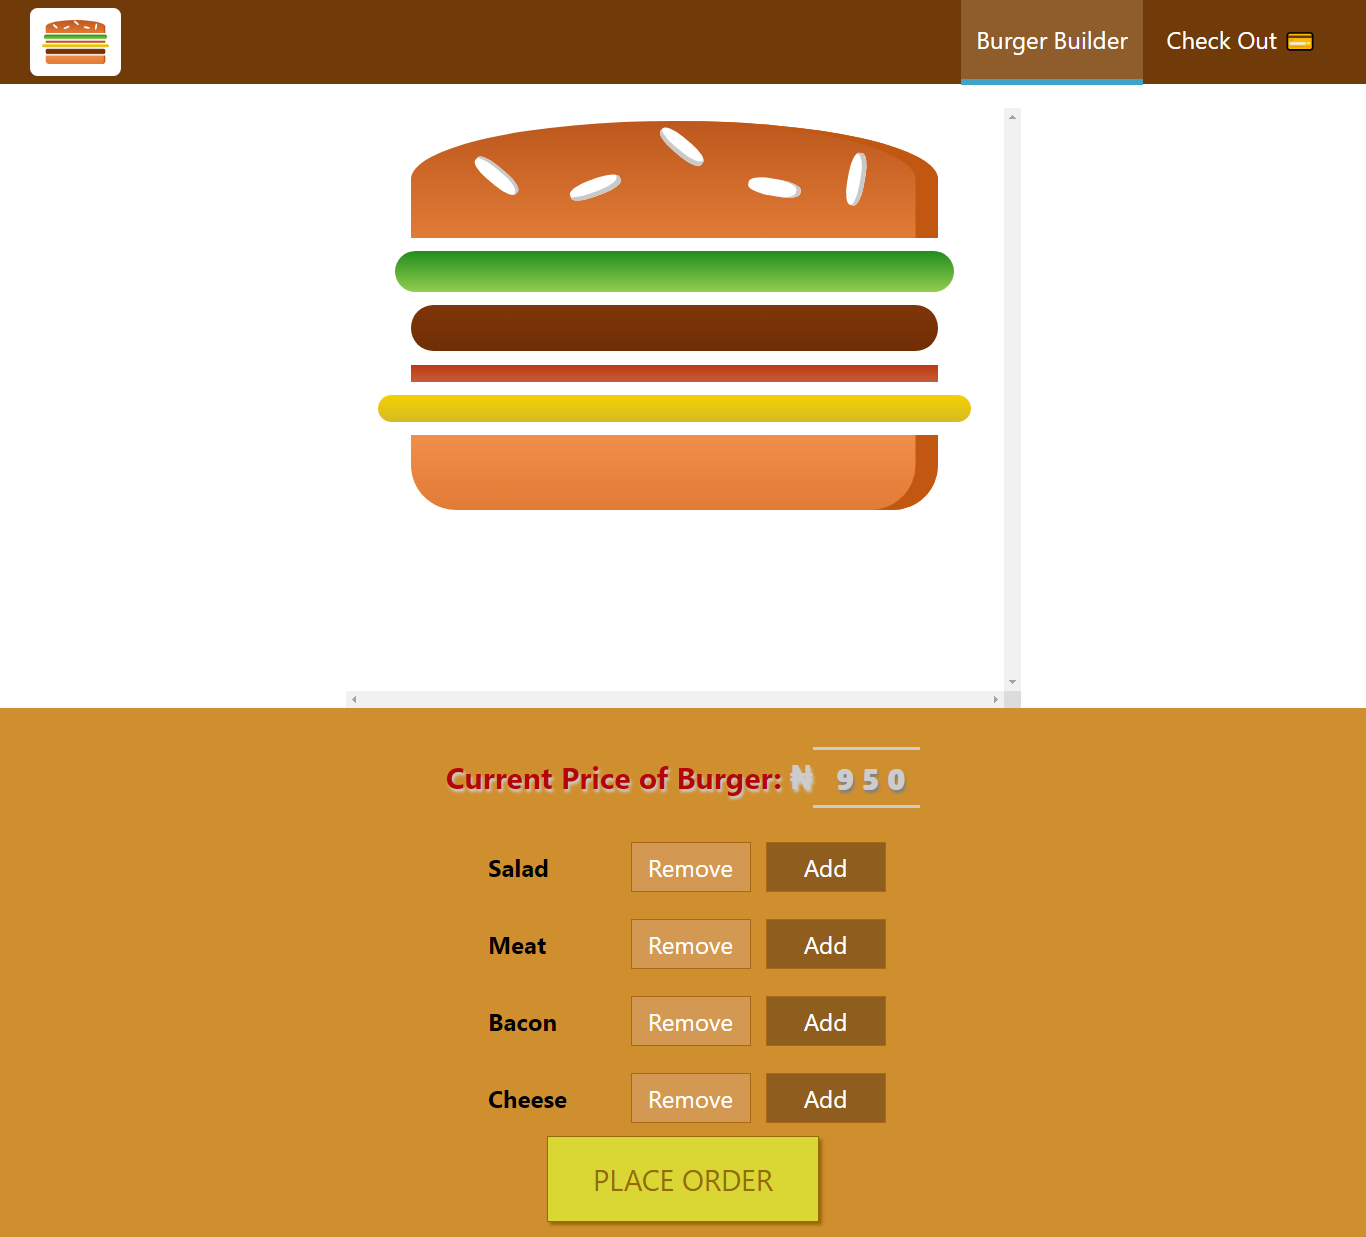 Burger Builder
Check Out 💳
Current Price of Burger: ₦ 950
Salad Remove Add
Meat Remove Add
Bacon Remove Add
Cheese Remove Add
PLACE ORDER